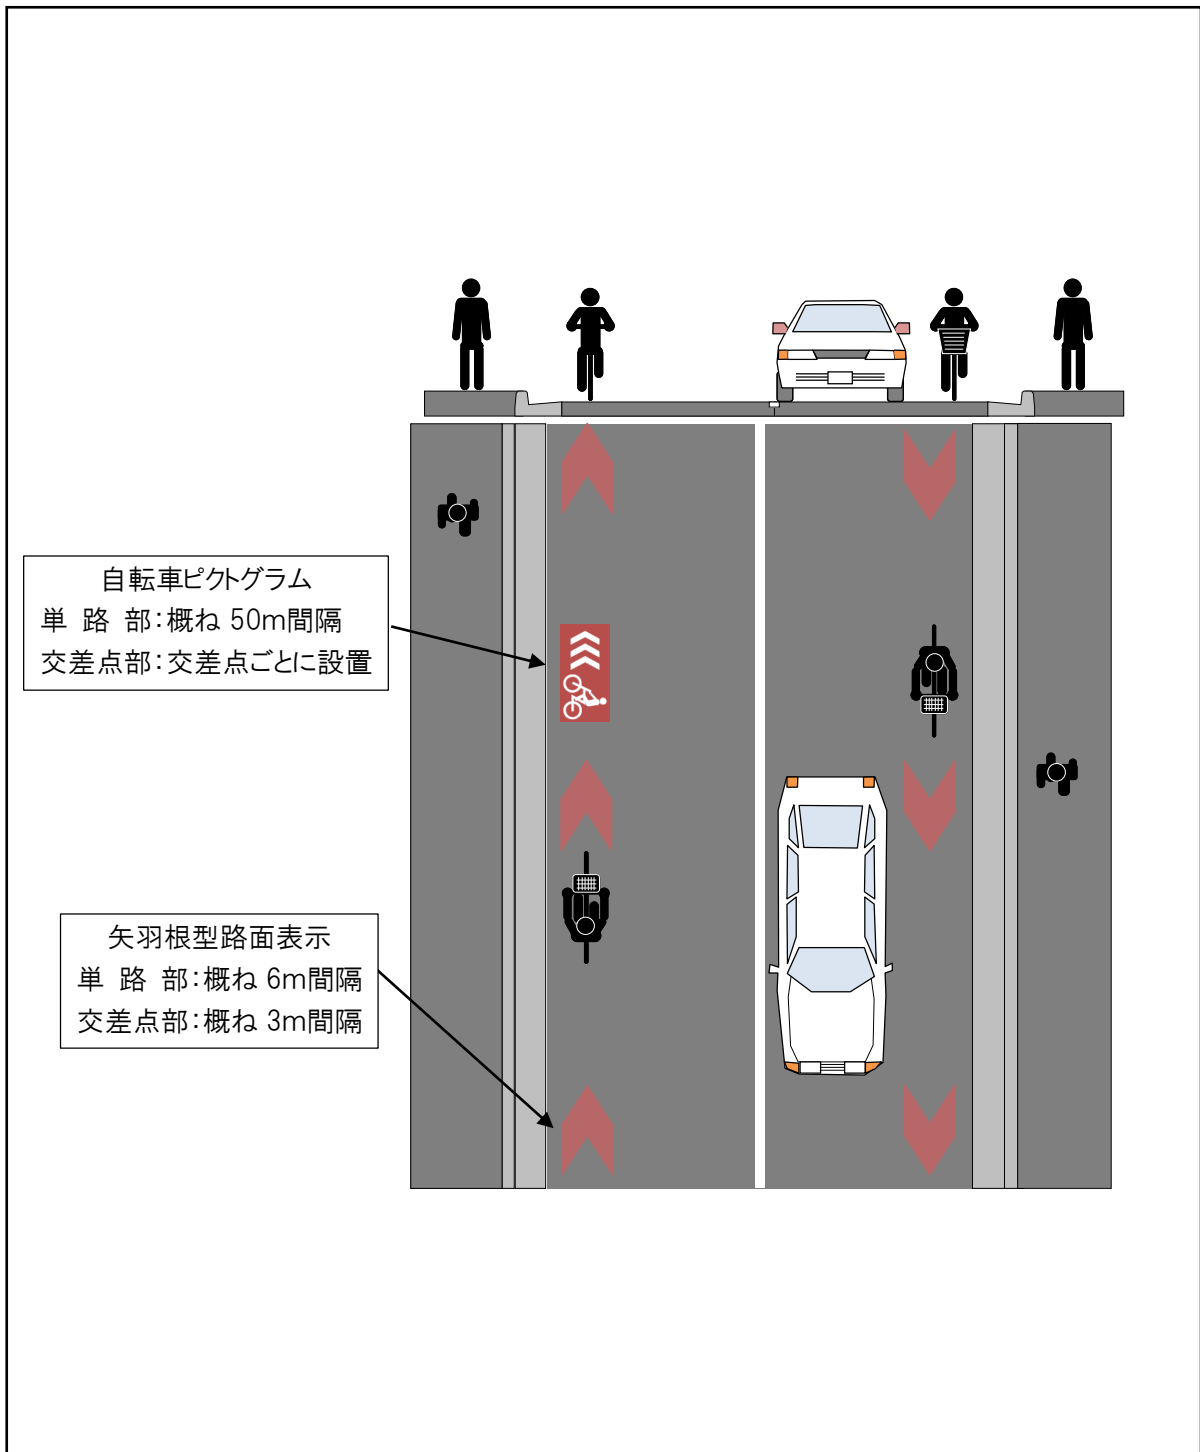 自転車ピクトグラム
単 路 部：概ね 50m間隔
交差点部：交差点ごとに設置
矢羽根型路面表示
単 路 部：概ね 6m間隔
交差点部：概ね 3m間隔